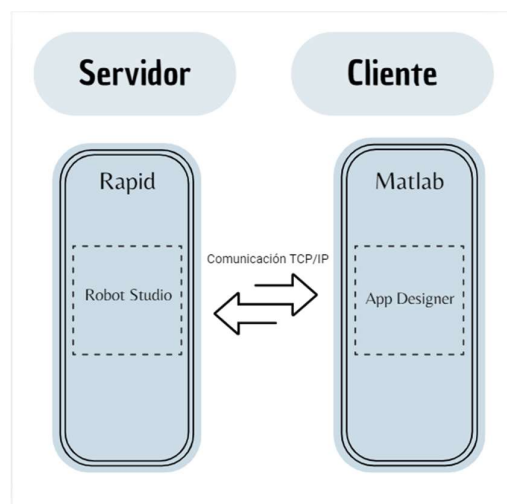 Servidor
Cliente
Rapid
Matlab
Comunicación TCP/IP
Robot Studio
App Designer